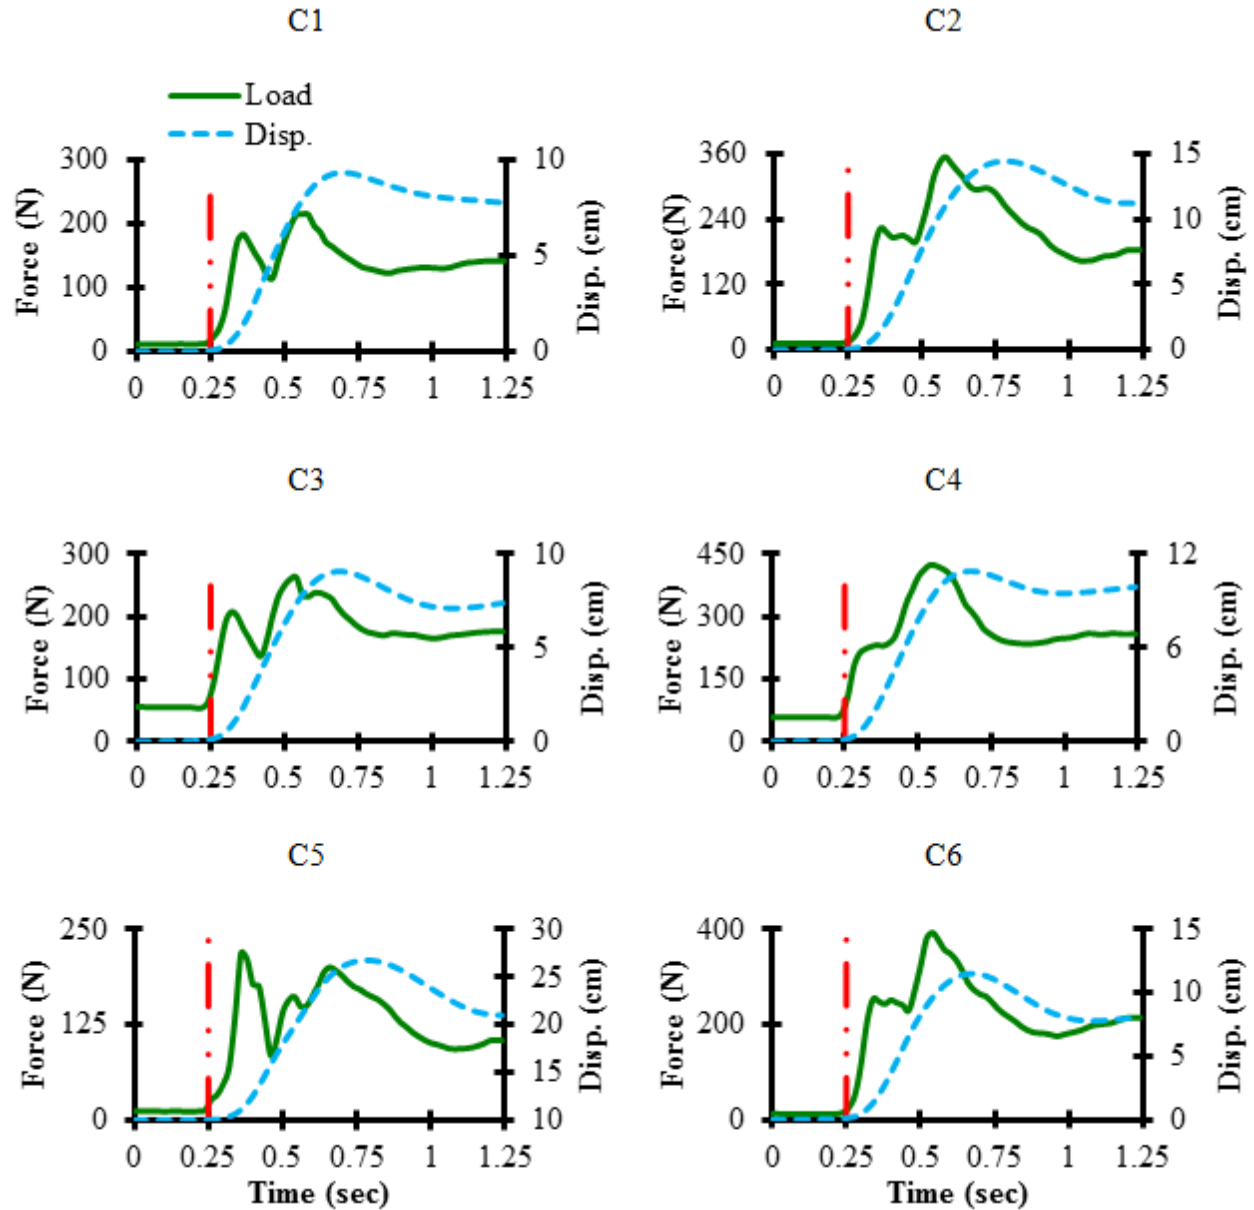 C1
Load
Disp.
Force (N)
300
200
100
0
10
5
0
Disp. (cm)
0 0.25 0.5 0.75 1 1.25
C2
Force(N)
360
240
120
0
15
10
5
0
Disp. (cm)
0 0.25 0.5 0.75 1 1.25
C3
Force (N)
300
200
100
0
10
5
0
Disp. (cm)
0 0.25 0.5 0.75 1 1.25
C4
Force (N)
450
300
150
0
12
6
0
Disp. (cm)
0 0.25 0.5 0.75 1 1.25
C5
Force (N)
250
125
0
30
25
20
15
10
Disp. (cm)
0 0.25 0.5 0.75 1 1.25
Time (sec)
C6
Force (N)
400
200
0
15
10
5
0
Disp. (cm)
0 0.25 0.5 0.75 1 1.25
Time (sec)